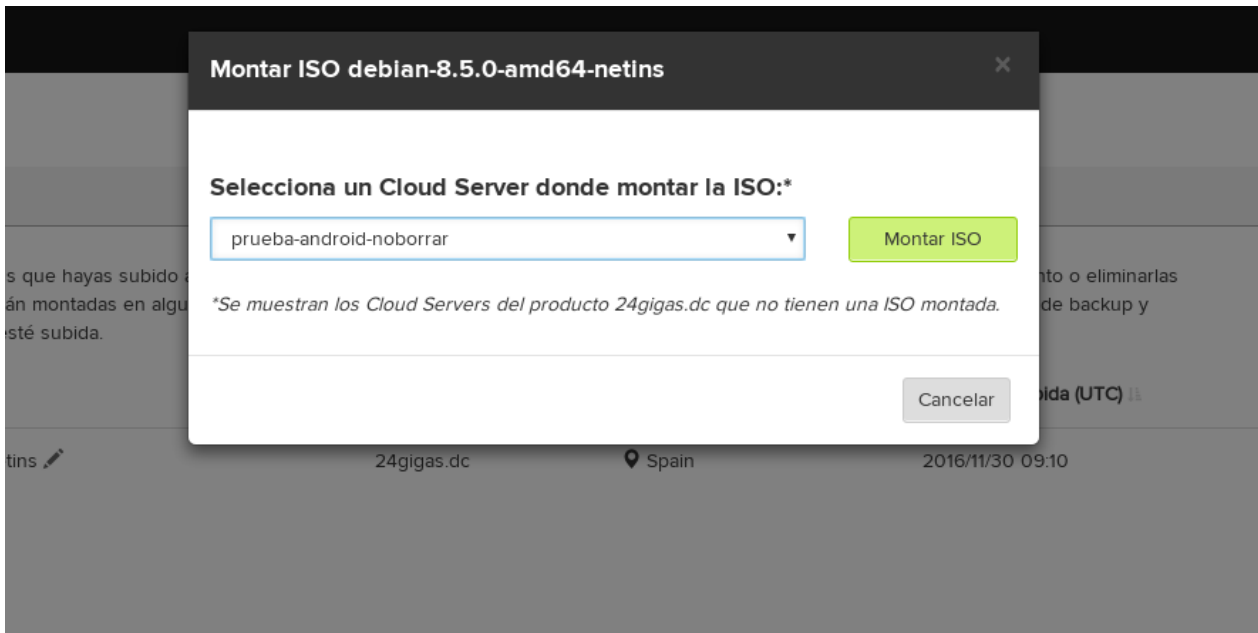 Montar ISO debian-8.5.0-amd64-netins
×
Selecciona un Cloud Server donde montar la ISO:*
prueba-android-noborrar
Montar ISO
*Se muestran los Cloud Servers del producto 24gigas.dc que no tienen una ISO montada.
Cancelar
s que hayas subido a
nto o eliminarlas
án montadas en algu
de backup y
esté subida.
bida (UTC)
tins
24gigas.dc
Spain
2016/11/30 09:10